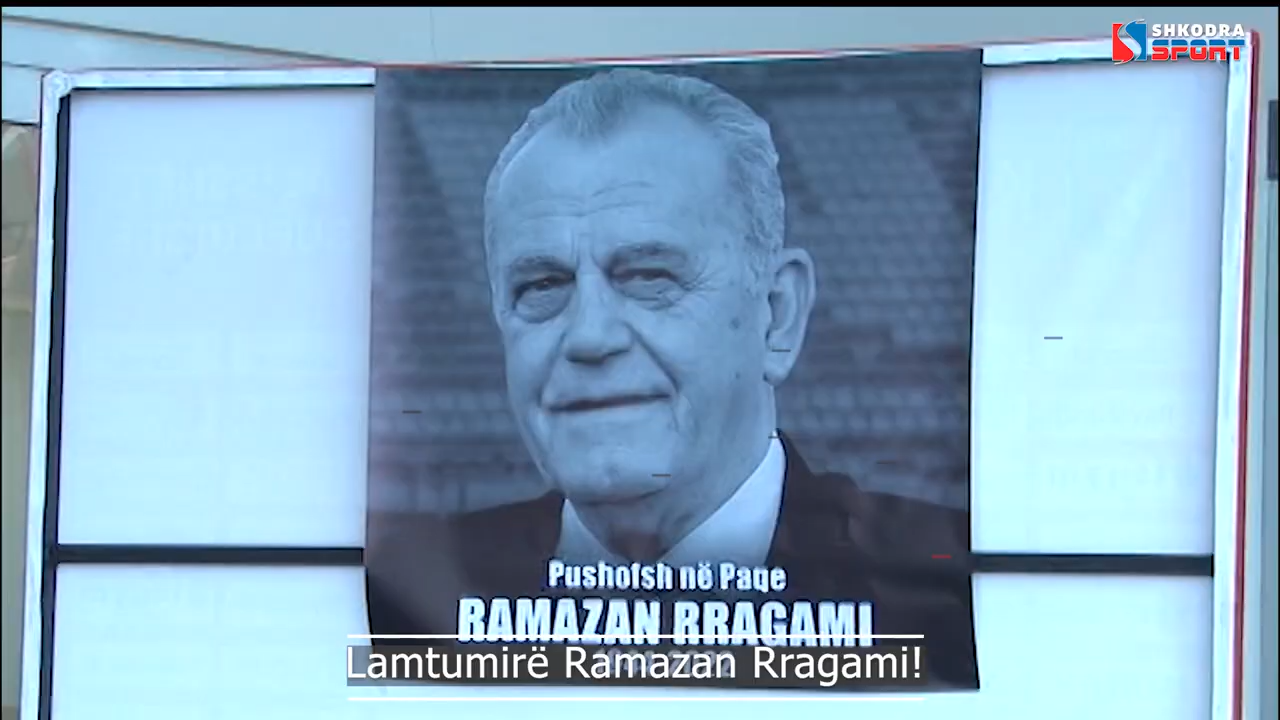 SHKODRA
SPORT
Pushofsh në Paqe
RAMAZAN RRAGAMI
Lamtumirë Ramazan Rragami!